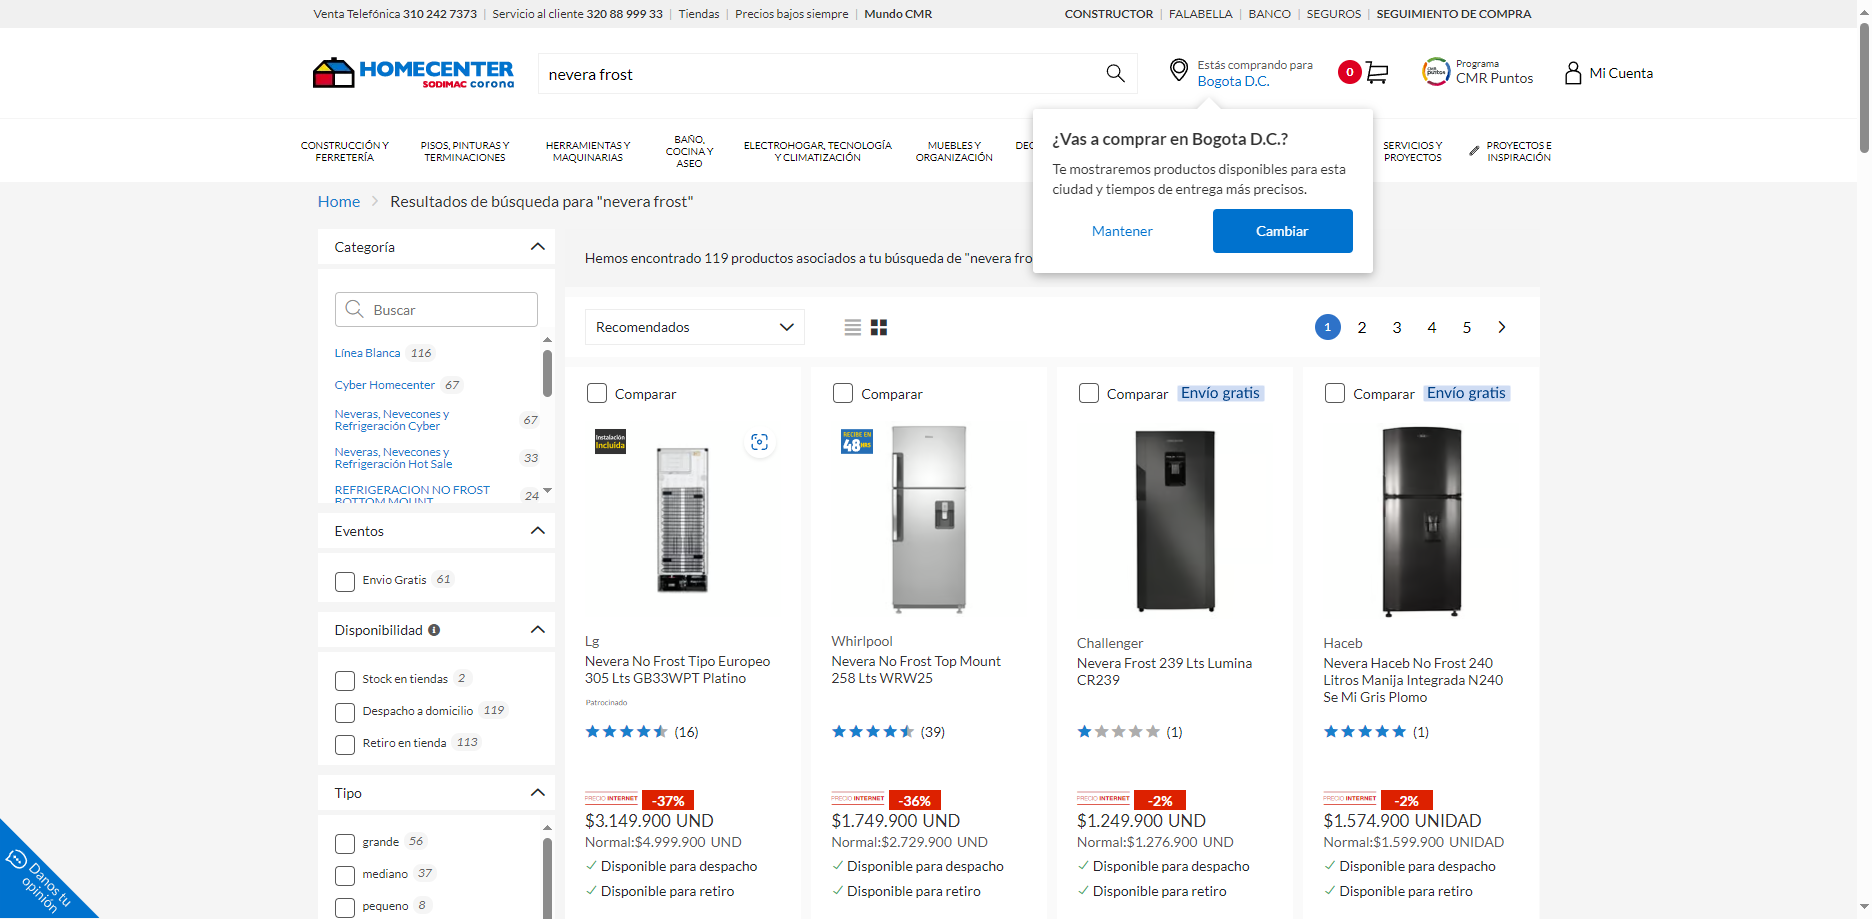 Venta Telefónica 310 242 7373 | Servicio al cliente 320 88 999 33 | Tiendas | Precios bajos siempre | Mundo CMR
CONSTRUCTOR | FALABELLA | BANCO | SEGUROS | SEGUIMIENTO DE COMPRA
HOMECENTER
SODIMAC corona
nevera frost
Estás comprando para
Bogota D.C.
0
CMR puntos
Programa
CMR Puntos
Mi Cuenta
CONSTRUCCIÓN Y
FERRETERÍA
PISOS, PINTURAS Y
TERMINACIONES
HERRAMIENTAS Y
MAQUINARIAS
BAÑO,
COCINA Y
ASEO
ELECTROHOGAR, TECNOLOGÍA
Y CLIMATIZACIÓN
MUEBLES Y
ORGANIZACIÓN
SERVICIOS Y
PROYECTOS
PROYECTOS E
INSPIRACIÓN
¿Vas a comprar en Bogota D.C.?
Te mostraremos productos disponibles para esta
ciudad y tiempos de entrega más precisos.
Mantener
Cambiar
Home > Resultados de búsqueda para "nevera frost"
Categoría
Buscar
Línea Blanca 116
Cyber Homecenter 67
Neveras, Nevecones y
Refrigeración Cyber 67
Neveras, Nevecones y
Refrigeración Hot Sale 33
REFRIGERACION NO FROST
BOTTOM MOUNT 24
Eventos
Envio Gratis 61
Disponibilidad
Stock en tiendas 2
Despacho a domicilio 119
Retiro en tienda 113
Tipo
grande 56
mediano 37
pequeno 8
Danos tu
opinión
Hemos encontrado 119 productos asociados a tu búsqueda de "nevera fro
Recomendados
1 2 3 4 5
Comparar
Instalación
Incluida
Lg
Nevera No Frost Tipo Europeo
305 Lts GB33WPT Platino
Patrocinado
(16)
PRECIO INTERNET -37%
$3.149.900 UND
Normal:$4.999.900 UND
Disponible para despacho
Disponible para retiro
Comparar
RECIBE EN
48 HRS
Whirlpool
Nevera No Frost Top Mount
258 Lts WRW25
(39)
PRECIO INTERNET -36%
$1.749.900 UND
Normal:$2.729.900 UND
Disponible para despacho
Disponible para retiro
Comparar Envío gratis
Challenger
Nevera Frost 239 Lts Lumina
CR239
(1)
PRECIO INTERNET -2%
$1.249.900 UND
Normal:$1.276.900 UND
Disponible para despacho
Disponible para retiro
Comparar Envío gratis
Haceb
Nevera Haceb No Frost 240
Litros Manija Integrada N240
Se Mi Gris Plomo
(1)
PRECIO INTERNET -2%
$1.574.900 UNIDAD
Normal:$1.599.900 UNIDAD
Disponible para despacho
Disponible para retiro